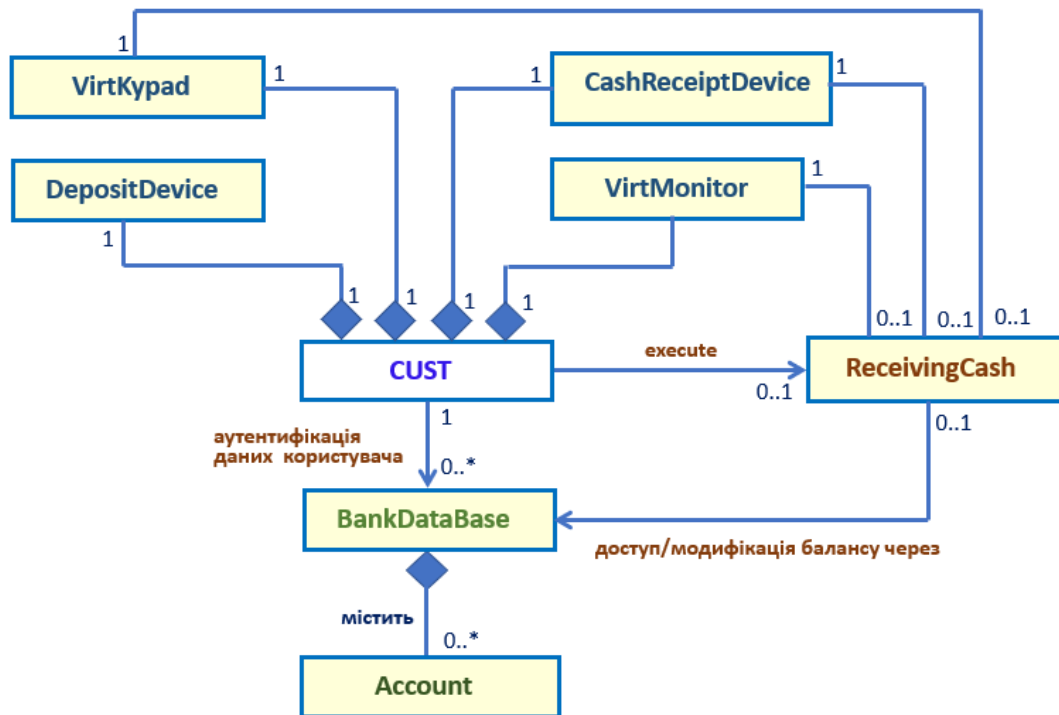 1
VirtKypad
1
1
CashReceiptDevice
1
DepositDevice
1
VirtMonitor
1
1
1
1
1
0..1
0..1
0..1
CUST
execute
0..1
ReceivingCash
1
0..1
аутентифікація
даних користувача
0..*
BankDataBase
доступ/модифікація балансу через
містить
0..*
Account